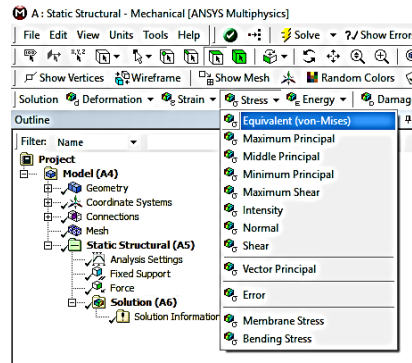 A : Static Structural - Mechanical [ANSYS Multiphysics]
File Edit View Units Tools Help Solve ?/ Show Error
Show Vertices Wireframe Show Mesh Random Colors
Solution Deformation Strain Stress Energy Damag
Outline
Equivalent (von-Mises)
Filter: Name
Maximum Principal
Project
Middle Principal
Model (A4)
Minimum Principal
Geometry
Maximum Shear
Coordinate Systems
Intensity
Connections
Normal
Mesh
Shear
Static Structural (A5)
Analysis Settings
Vector Principal
Fixed Support
Force
Error
Solution (A6)
Solution Information
Membrane Stress
Bending Stress